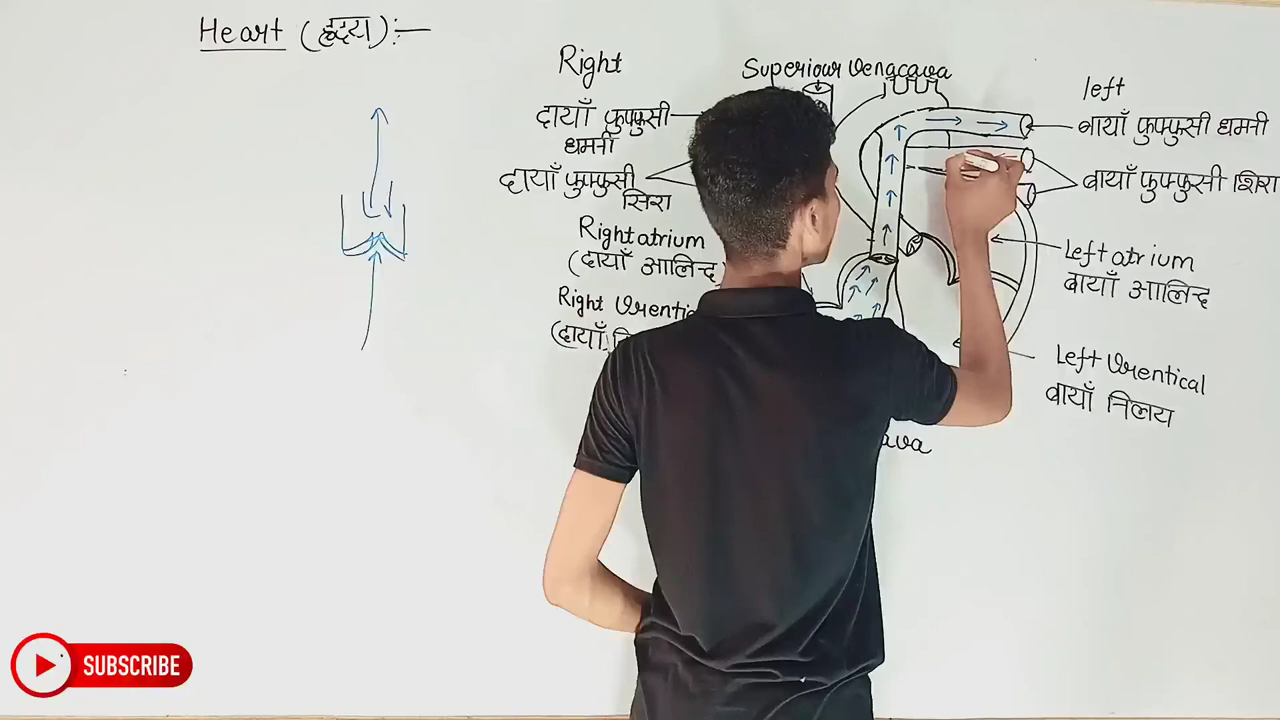 Heart (हृदय):—
Right
Superiour Venacava
left
दायाँ फुफ्फुसी
धमनी
बायाँ फुफ्फुसी धमनी
दायाँ फुफ्फुसी
सिरा
बायाँ फुफ्फुसी शिरा
Right atrium
(दायाँ आलिन्द
Left atrium
बायाँ आलिन्द
Right Vrentic
(दायाँ
Left Vrentical
बायाँ निलय
SUBSCRIBE